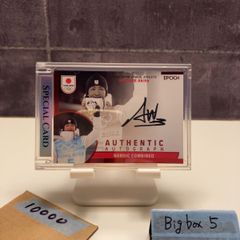 EPOCH
SPECIAL CARD
AUTHENTIC
AUTOGRAPH
NORDIC COMBINED
10000
Big box 5